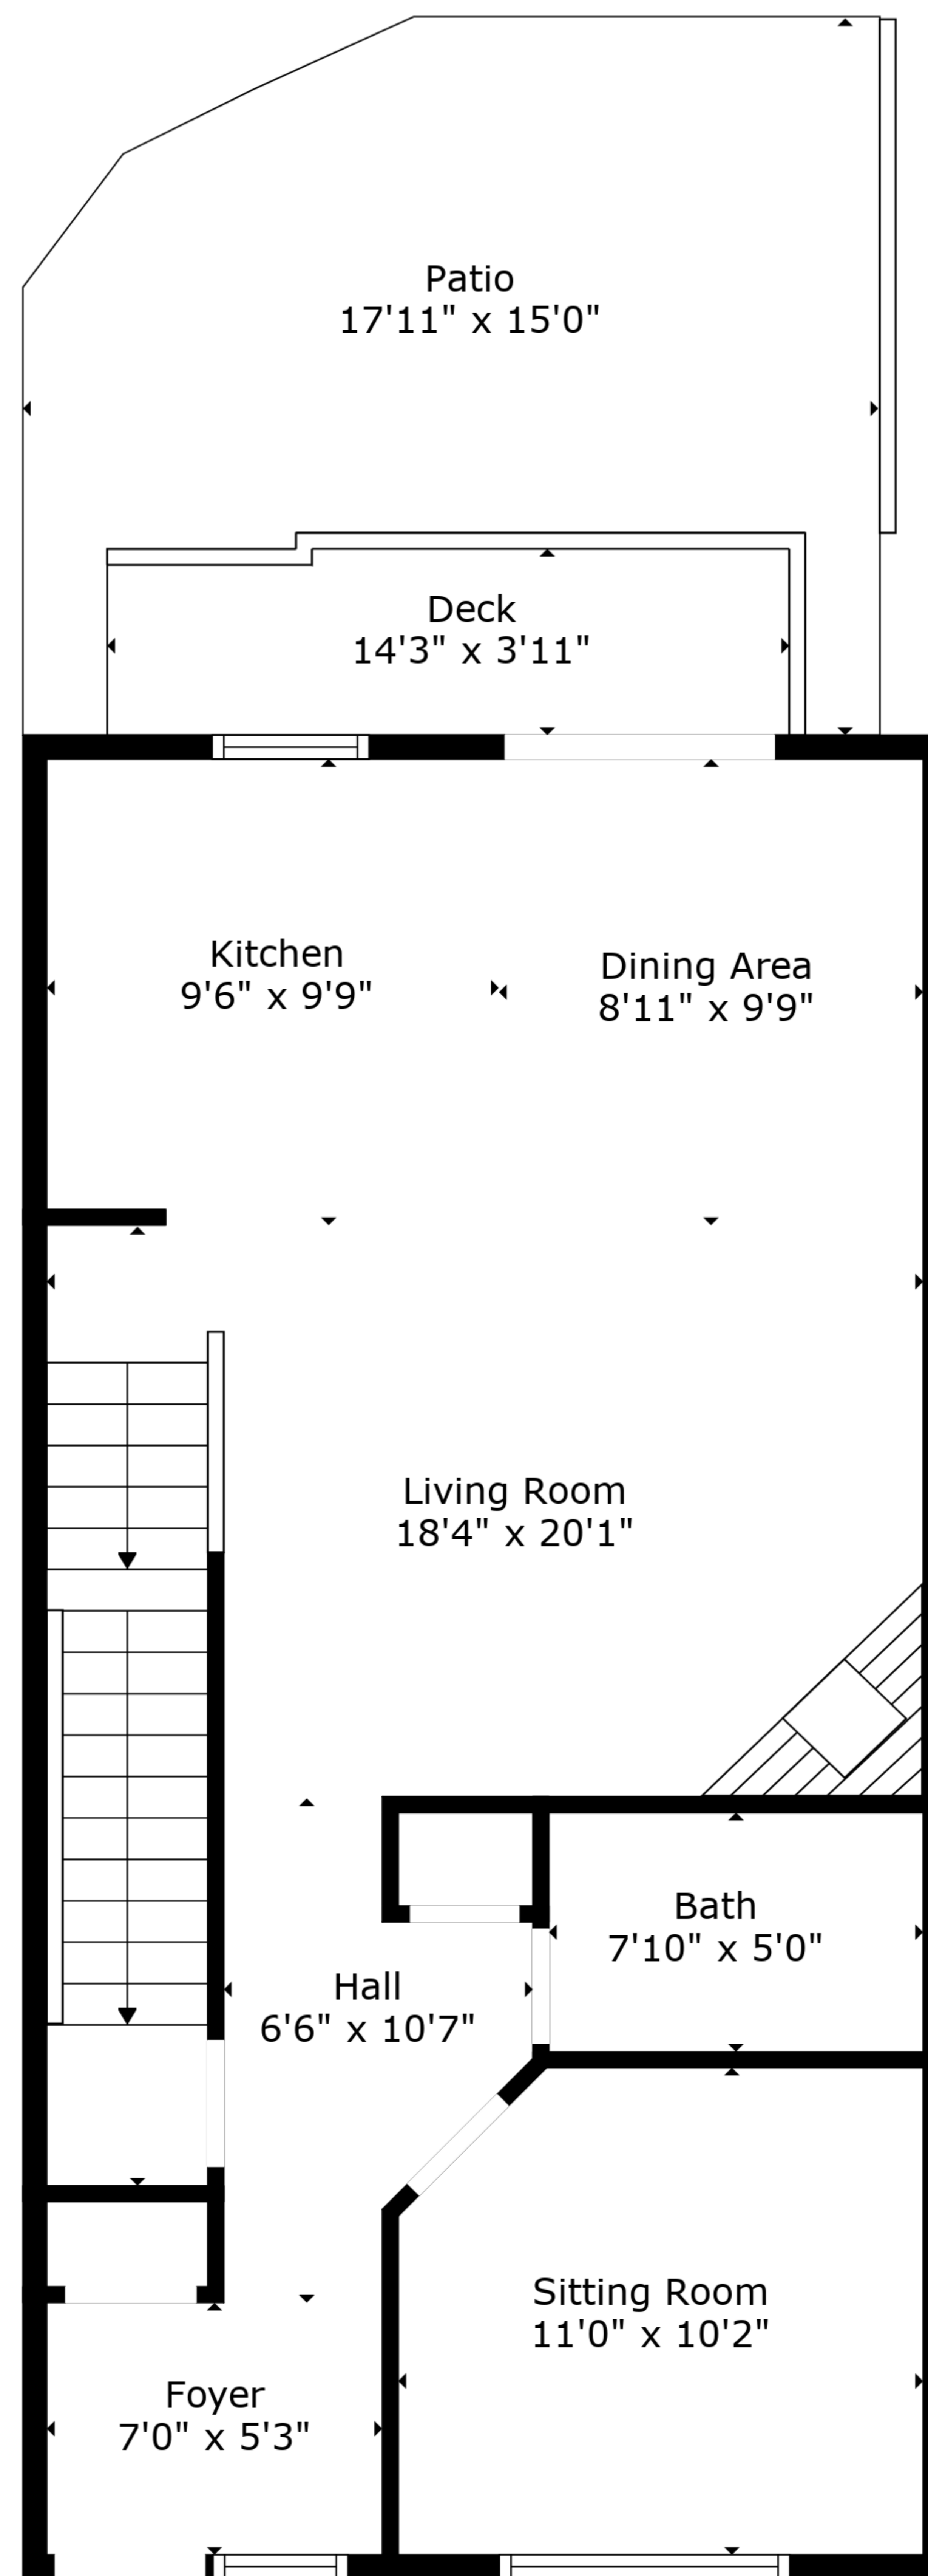 Patio
17'11" x 15'0"
Deck
14'3" x 3'11"
Kitchen
9'6" x 9'9"
Dining Area
8'11" x 9'9"
Living Room
18'4" x 20'1"
Bath
7'10" x 5'0"
Hall
6'6" x 10'7"
Sitting Room
11'0" x 10'2"
Foyer
7'0" x 5'3"